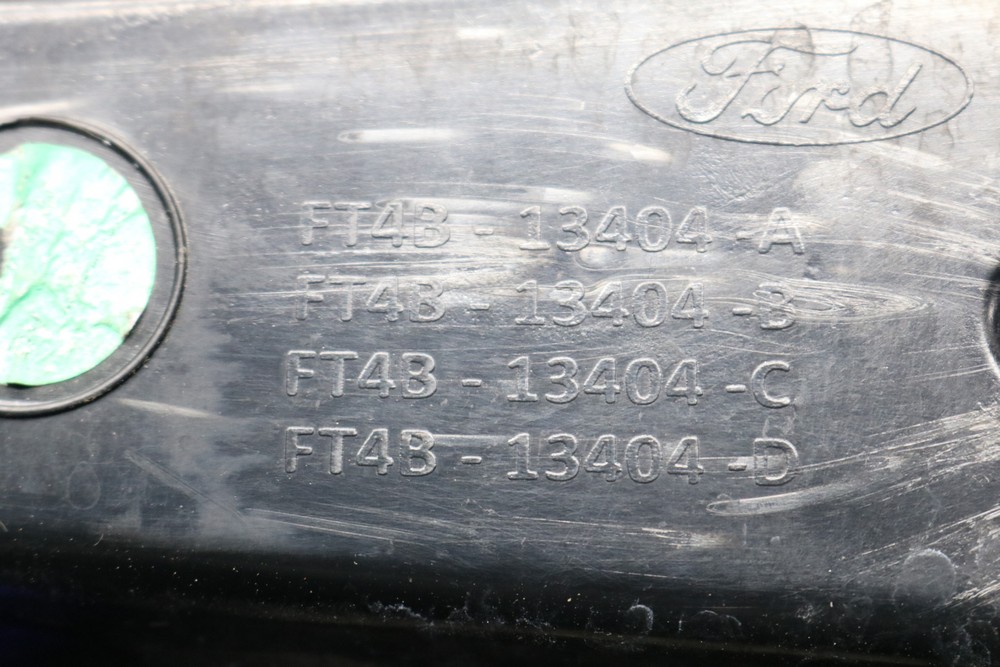 Ford
FT4B - 13404 -A
FT4B - 13404 -B
FT4B - 13404 -C
FT4B - 13404 -D